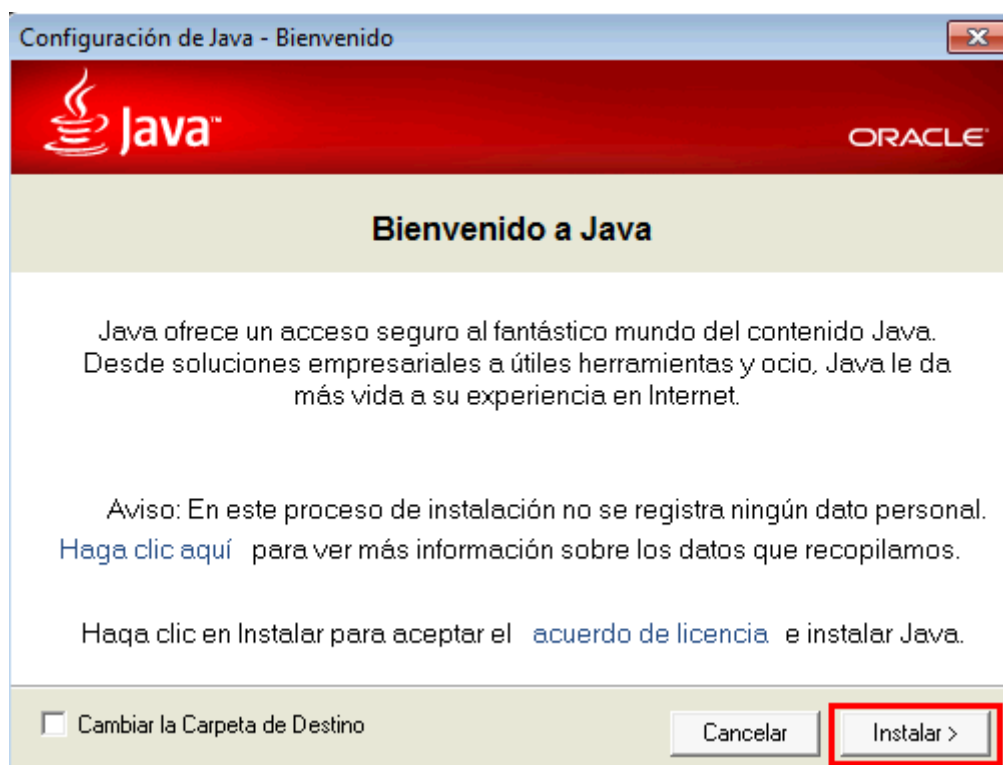 Configuración de Java - Bienvenido
Java™
ORACLE
Bienvenido a Java
Java ofrece un acceso seguro al fantástico mundo del contenido Java.
Desde soluciones empresariales a útiles herramientas y ocio, Java le da
más vida a su experiencia en Internet.
Aviso: En este proceso de instalación no se registra ningún dato personal.
Haga clic aquí para ver más información sobre los datos que recopilamos.
Haga clic en Instalar para aceptar el acuerdo de licencia e instalar Java.
Cambiar la Carpeta de Destino
Cancelar
Instalar >